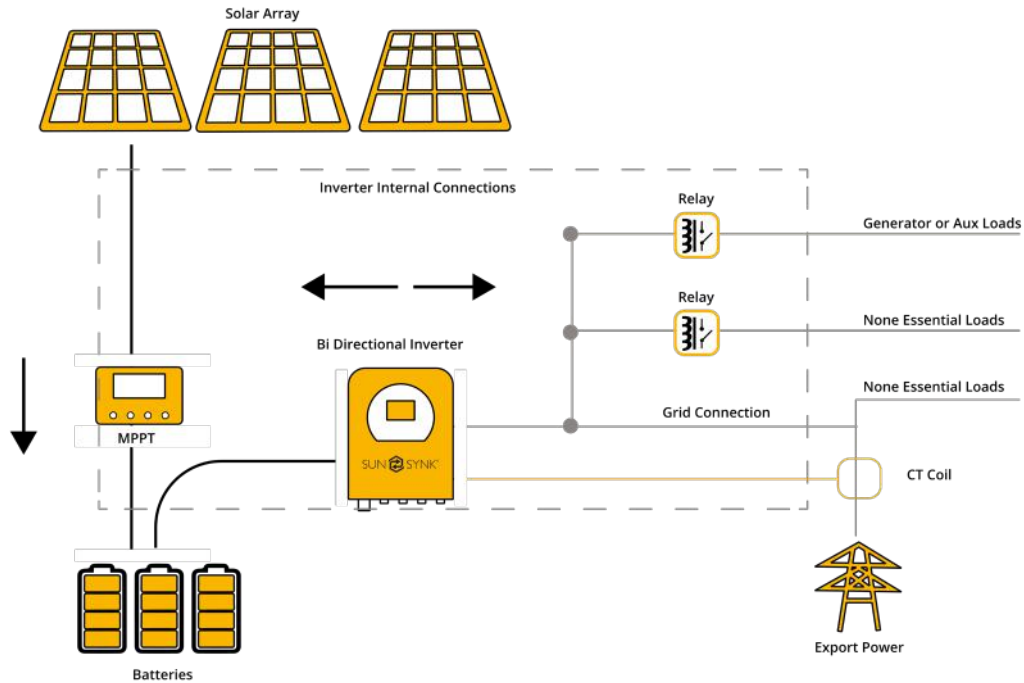 Solar Array
Inverter Internal Connections
Relay
Generator or Aux Loads
Relay
None Essential Loads
Bi Directional Inverter
None Essential Loads
Grid Connection
MPPT
SUN SYNK
CT Coil
Export Power
Batteries